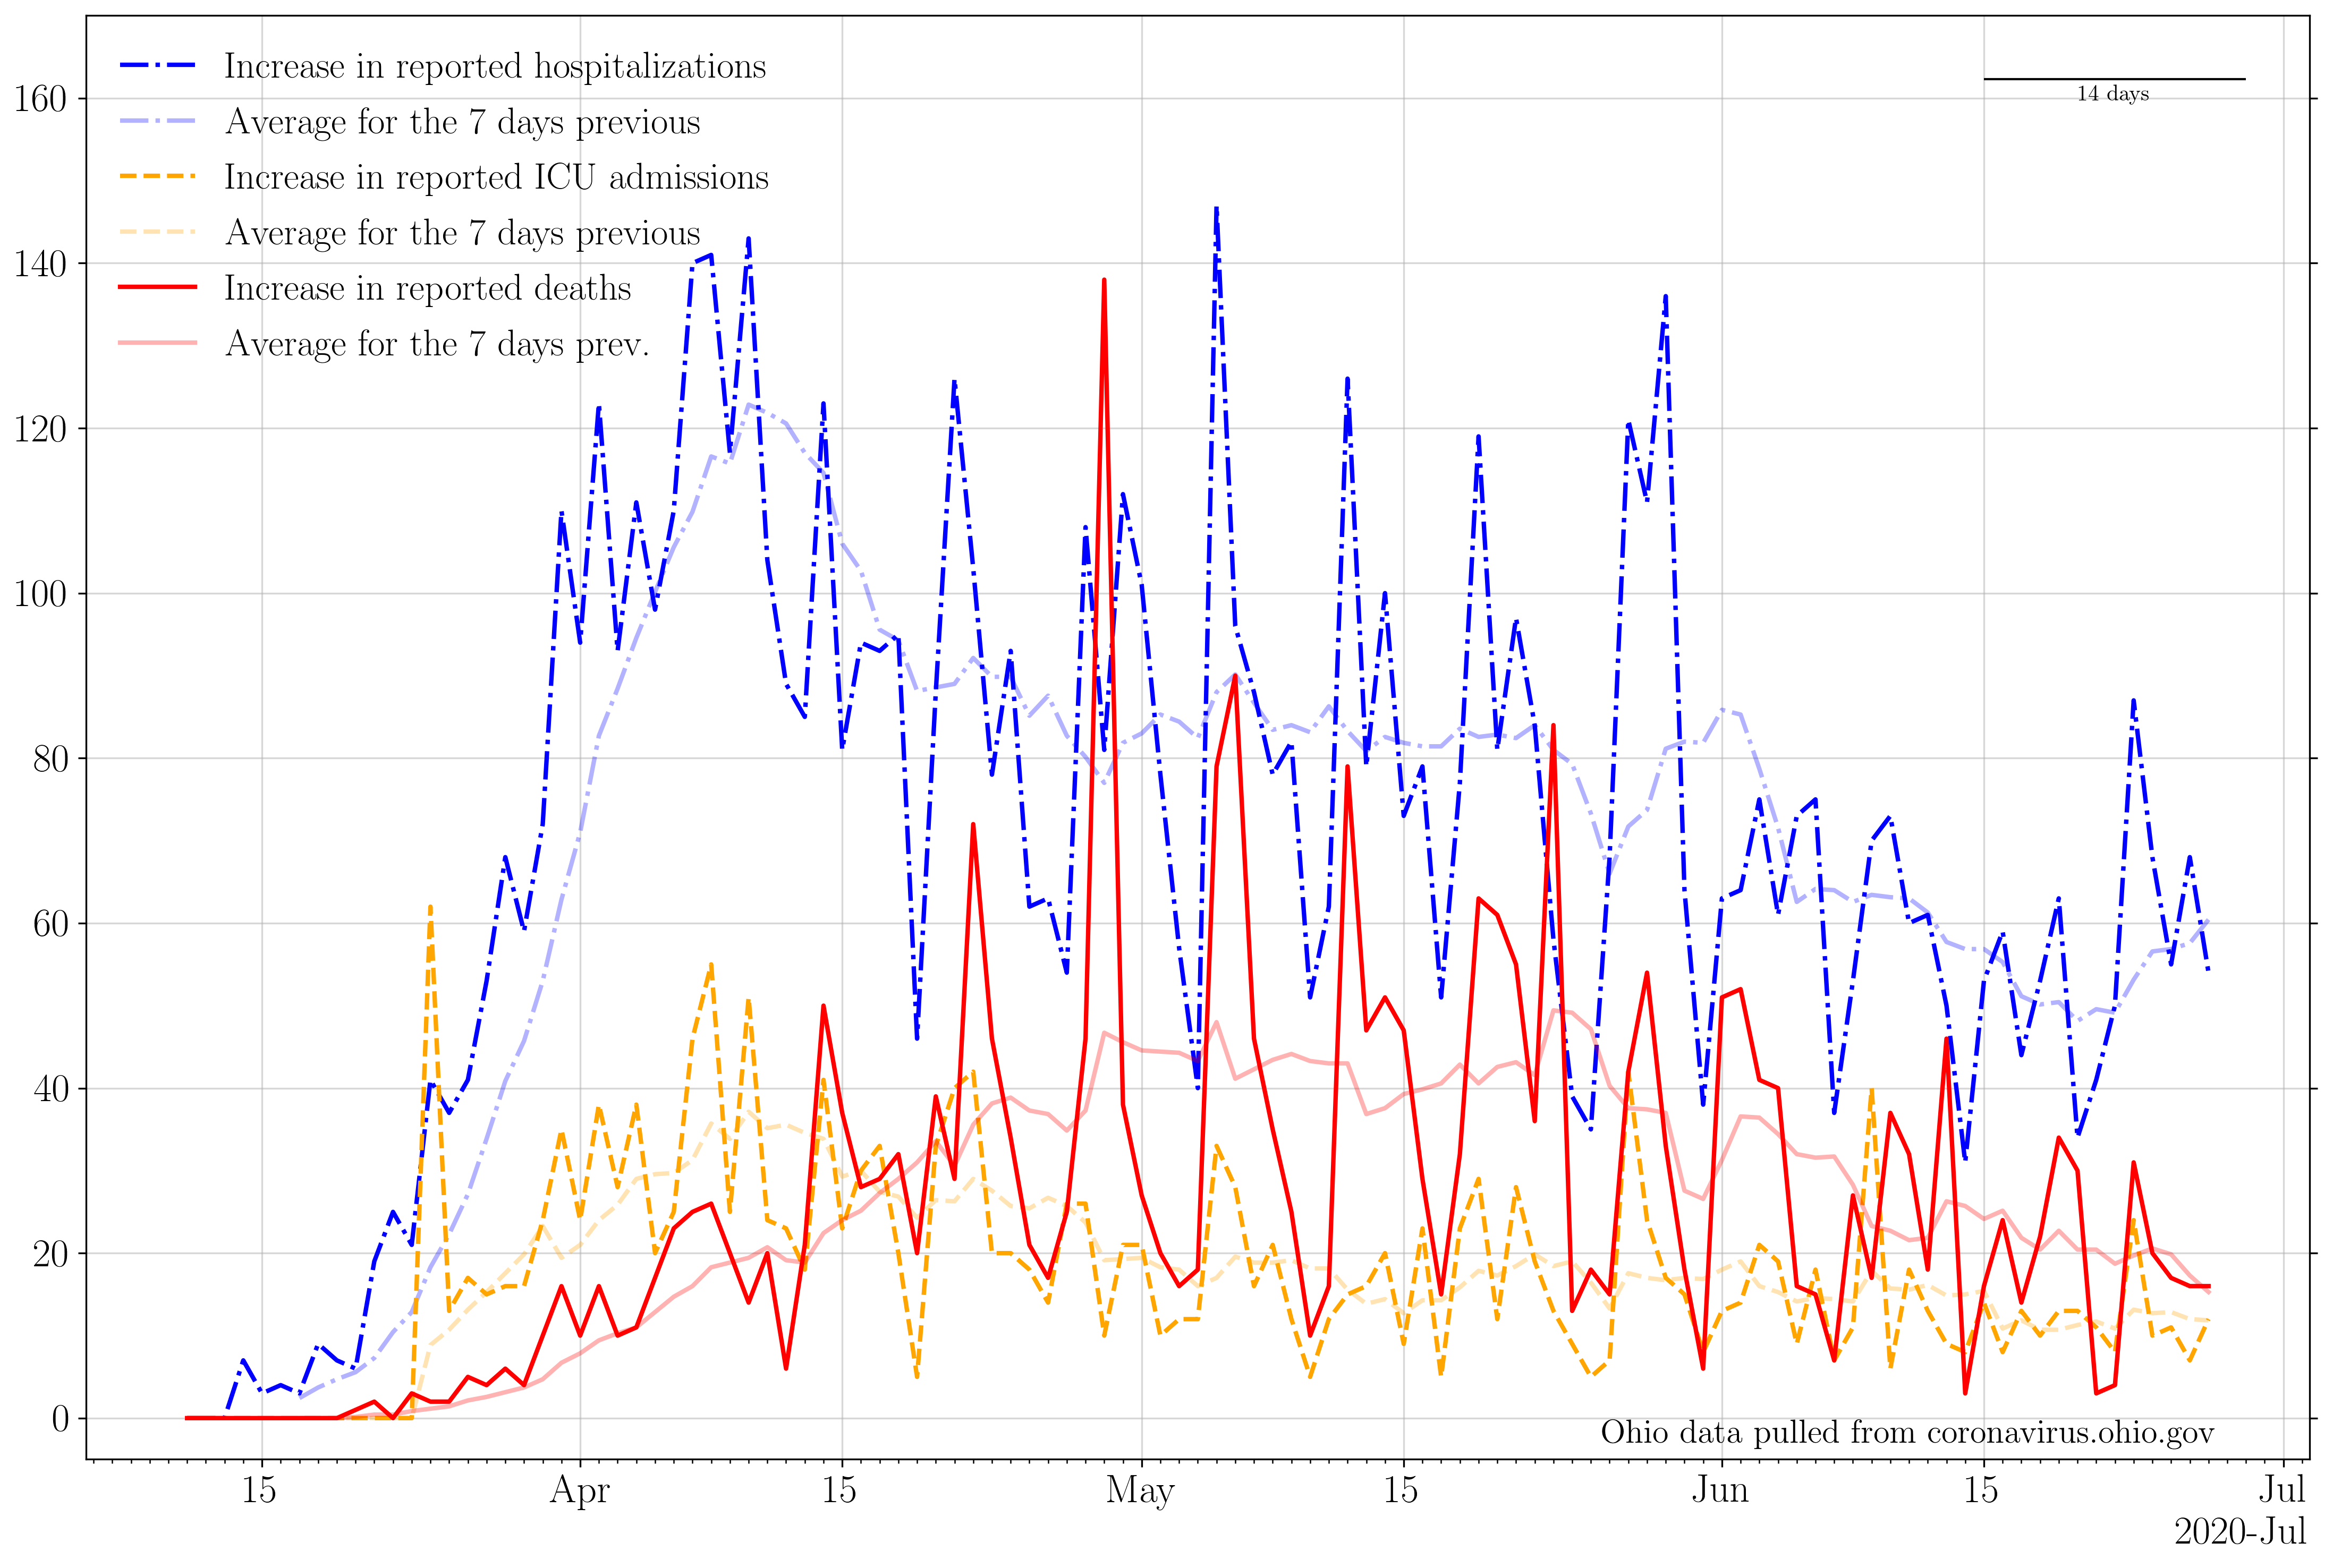 Increase in reported hospitalizations
Average for the 7 days previous
Increase in reported ICU admissions
Average for the 7 days previous
Increase in reported deaths
Average for the 7 days prev.
14 days
160
140
120
100
80
60
40
20
0
Ohio data pulled from coronavirus.ohio.gov
15 Apr 15 May 15 Jun 15 Jul
2020-Jul